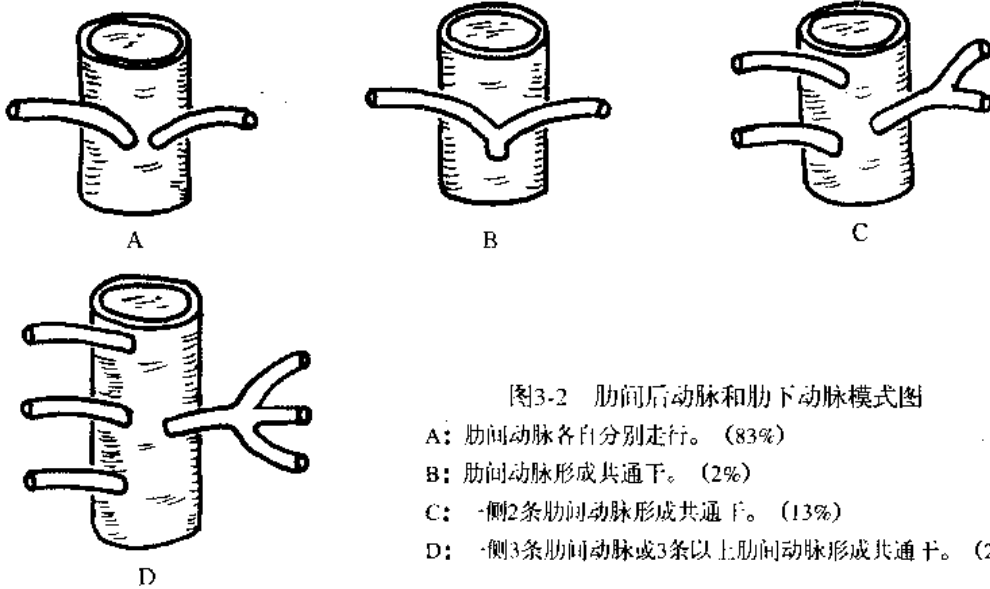 A
B
C
D
图3-2 肋间后动脉和肋下动脉模式图
A: 肋间动脉各自分别走行。(83%)
B: 肋间动脉形成共通干。(2%)
C: 一侧2条肋间动脉形成共通干。(13%)
D: 一侧3条肋间动脉或3条以上肋间动脉形成共通干。(2